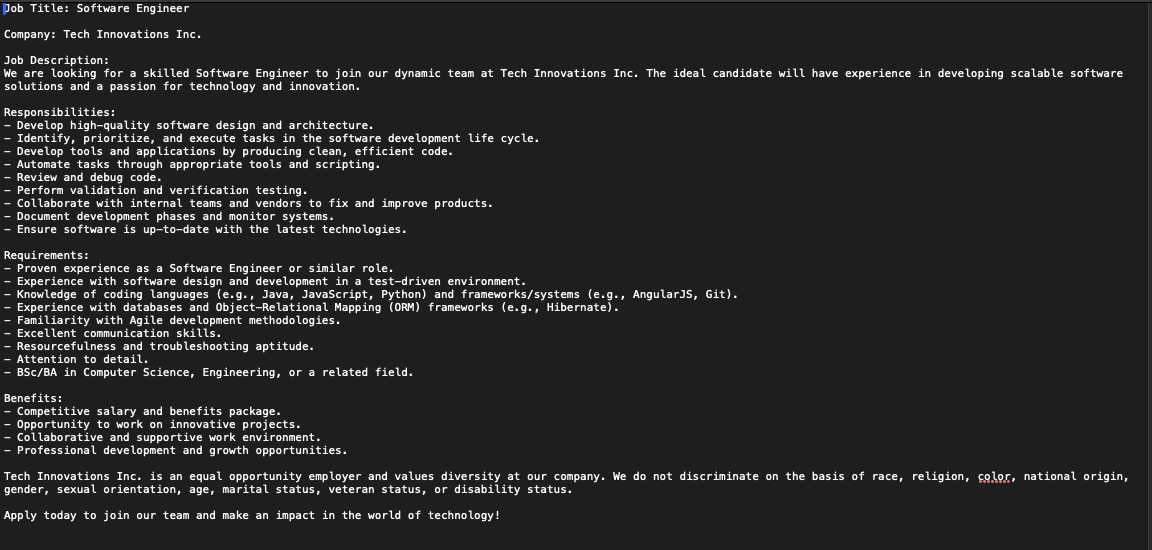 Job Title: Software Engineer
Company: Tech Innovations Inc.
Job Description:
We are looking for a skilled Software Engineer to join our dynamic team at Tech Innovations Inc. The ideal candidate will have experience in developing scalable software
solutions and a passion for technology and innovation.
Responsibilities:
- Develop high-quality software design and architecture.
- Identify, prioritize, and execute tasks in the software development life cycle.
- Develop tools and applications by producing clean, efficient code.
- Automate tasks through appropriate tools and scripting.
- Review and debug code.
- Perform validation and verification testing.
- Collaborate with internal teams and vendors to fix and improve products.
- Document development phases and monitor systems.
- Ensure software is up-to-date with the latest technologies.
Requirements:
- Proven experience as a Software Engineer or similar role.
- Experience with software design and development in a test-driven environment.
- Knowledge of coding languages (e.g., Java, JavaScript, Python) and frameworks/systems (e.g., AngularJS, Git).
- Experience with databases and Object-Relational Mapping (ORM) frameworks (e.g., Hibernate).
- Familiarity with Agile development methodologies.
- Excellent communication skills.
- Resourcefulness and troubleshooting aptitude.
- Attention to detail.
- BSc/BA in Computer Science, Engineering, or a related field.
Benefits:
- Competitive salary and benefits package.
- Opportunity to work on innovative projects.
- Collaborative and supportive work environment.
- Professional development and growth opportunities.
Tech Innovations Inc. is an equal opportunity employer and values diversity at our company. We do not discriminate on the basis of race, religion, color, national origin,
gender, sexual orientation, age, marital status, veteran status, or disability status.
Apply today to join our team and make an impact in the world of technology!